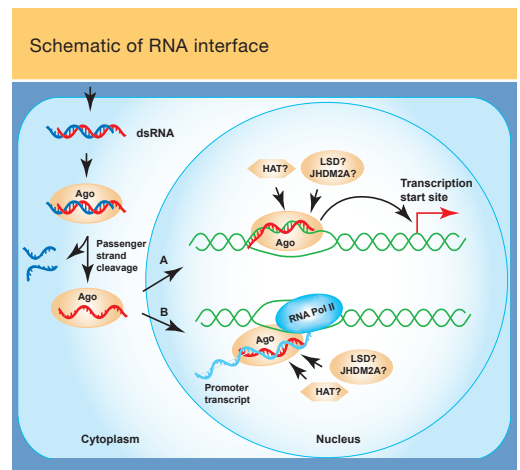 Schematic of RNA interface
dsRNA
Ago
Passenger
strand
cleavage
Ago
A
B
HAT?
LSD?
JHDM2A?
Transcription
start site
Ago
RNA Pol II
Ago
Promoter
transcript
LSD?
JHDM2A?
HAT?
Cytoplasm
Nucleus